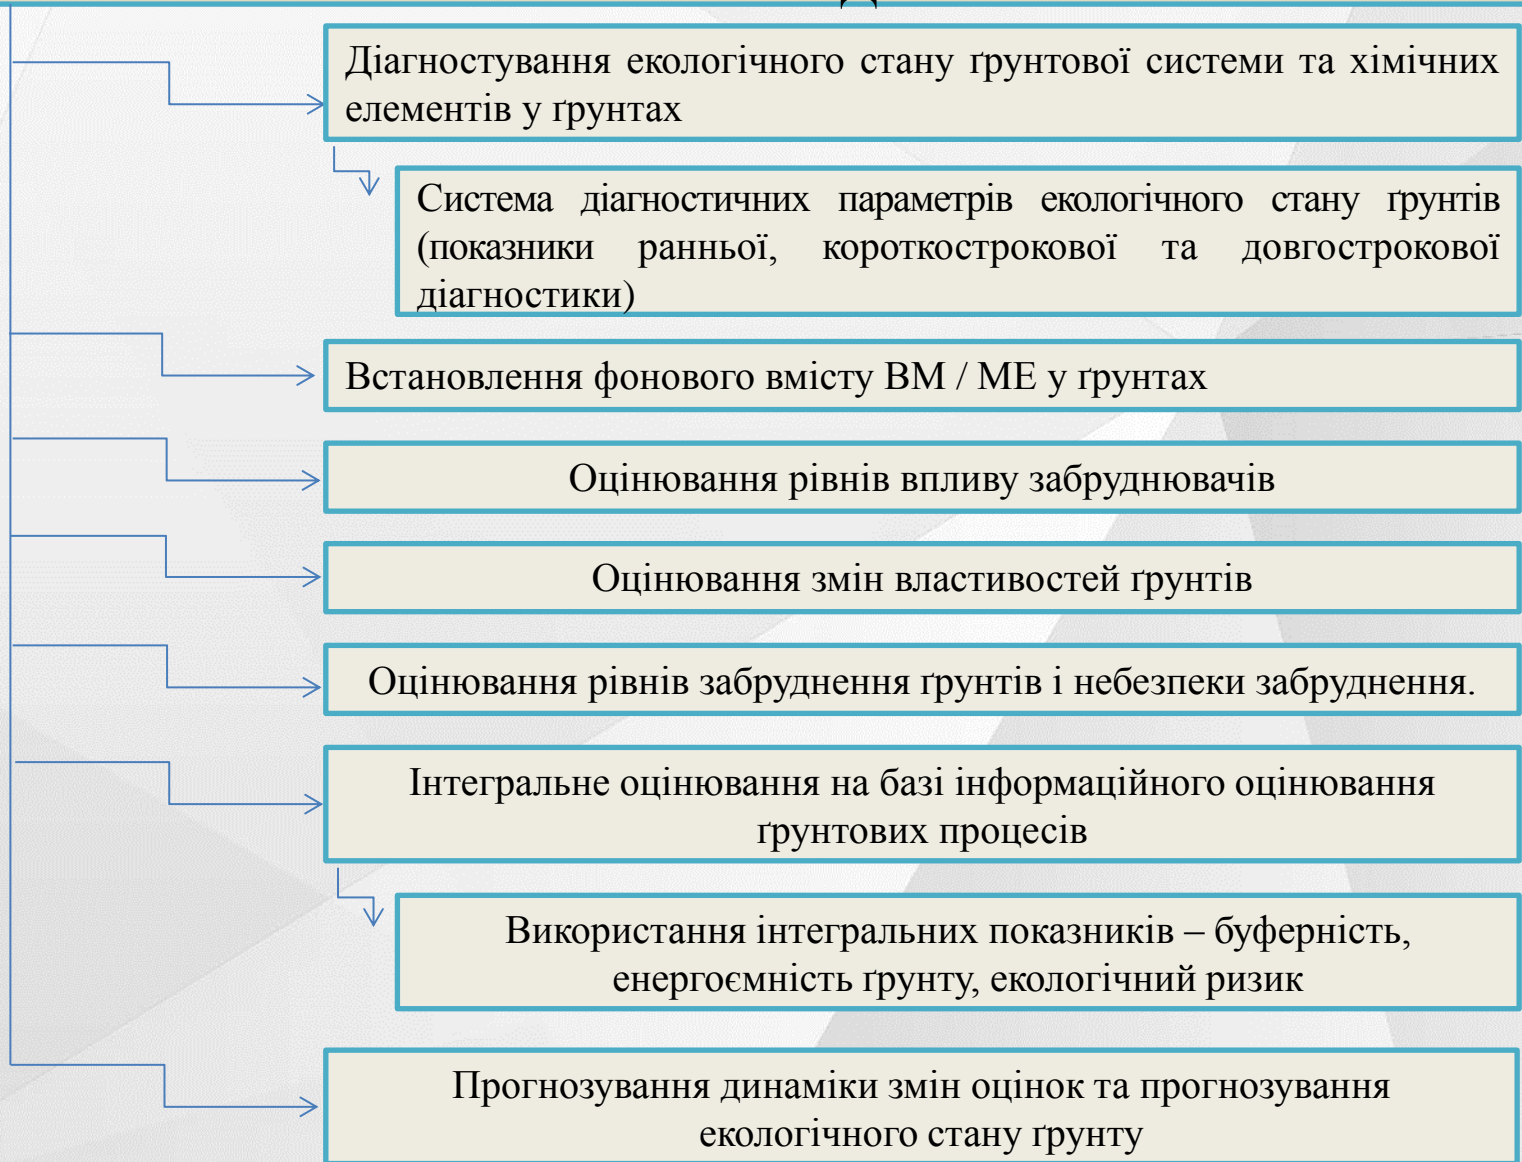 Діагностування екологічного стану ґрунтової системи та хімічних
елементів у ґрунтах
Система діагностичних параметрів екологічного стану ґрунтів
(показники ранньої, короткострокової та довгострокової
діагностики)
Встановлення фонового вмісту ВМ / МЕ у ґрунтах
Оцінювання рівнів впливу забруднювачів
Оцінювання змін властивостей ґрунтів
Оцінювання рівнів забруднення ґрунтів і небезпеки забруднення.
Інтегральне оцінювання на базі інформаційного оцінювання
ґрунтових процесів
Використання інтегральних показників – буферність,
енергоємність ґрунту, екологічний ризик
Прогнозування динаміки змін оцінок та прогнозування
екологічного стану ґрунту